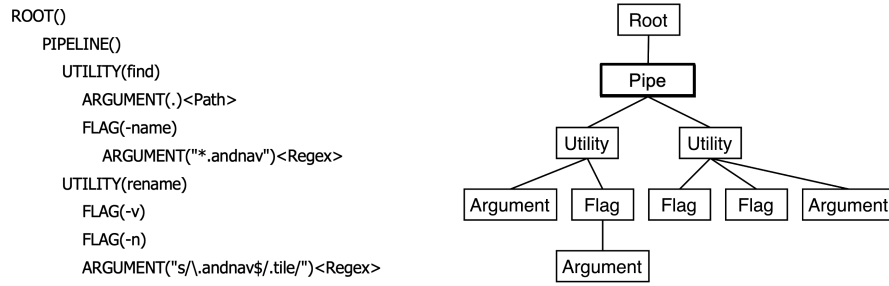 ROOT()
PIPELINE()
UTILITY(find)
ARGUMENT(.)<Path>
FLAG(-name)
ARGUMENT("*.andnav")<Regex>
UTILITY(rename)
FLAG(-v)
FLAG(-n)
ARGUMENT("s/\.andnav$/.tile/")<Regex>
Root
Pipe
Utility Utility
Argument Flag Flag Flag Argument
Argument